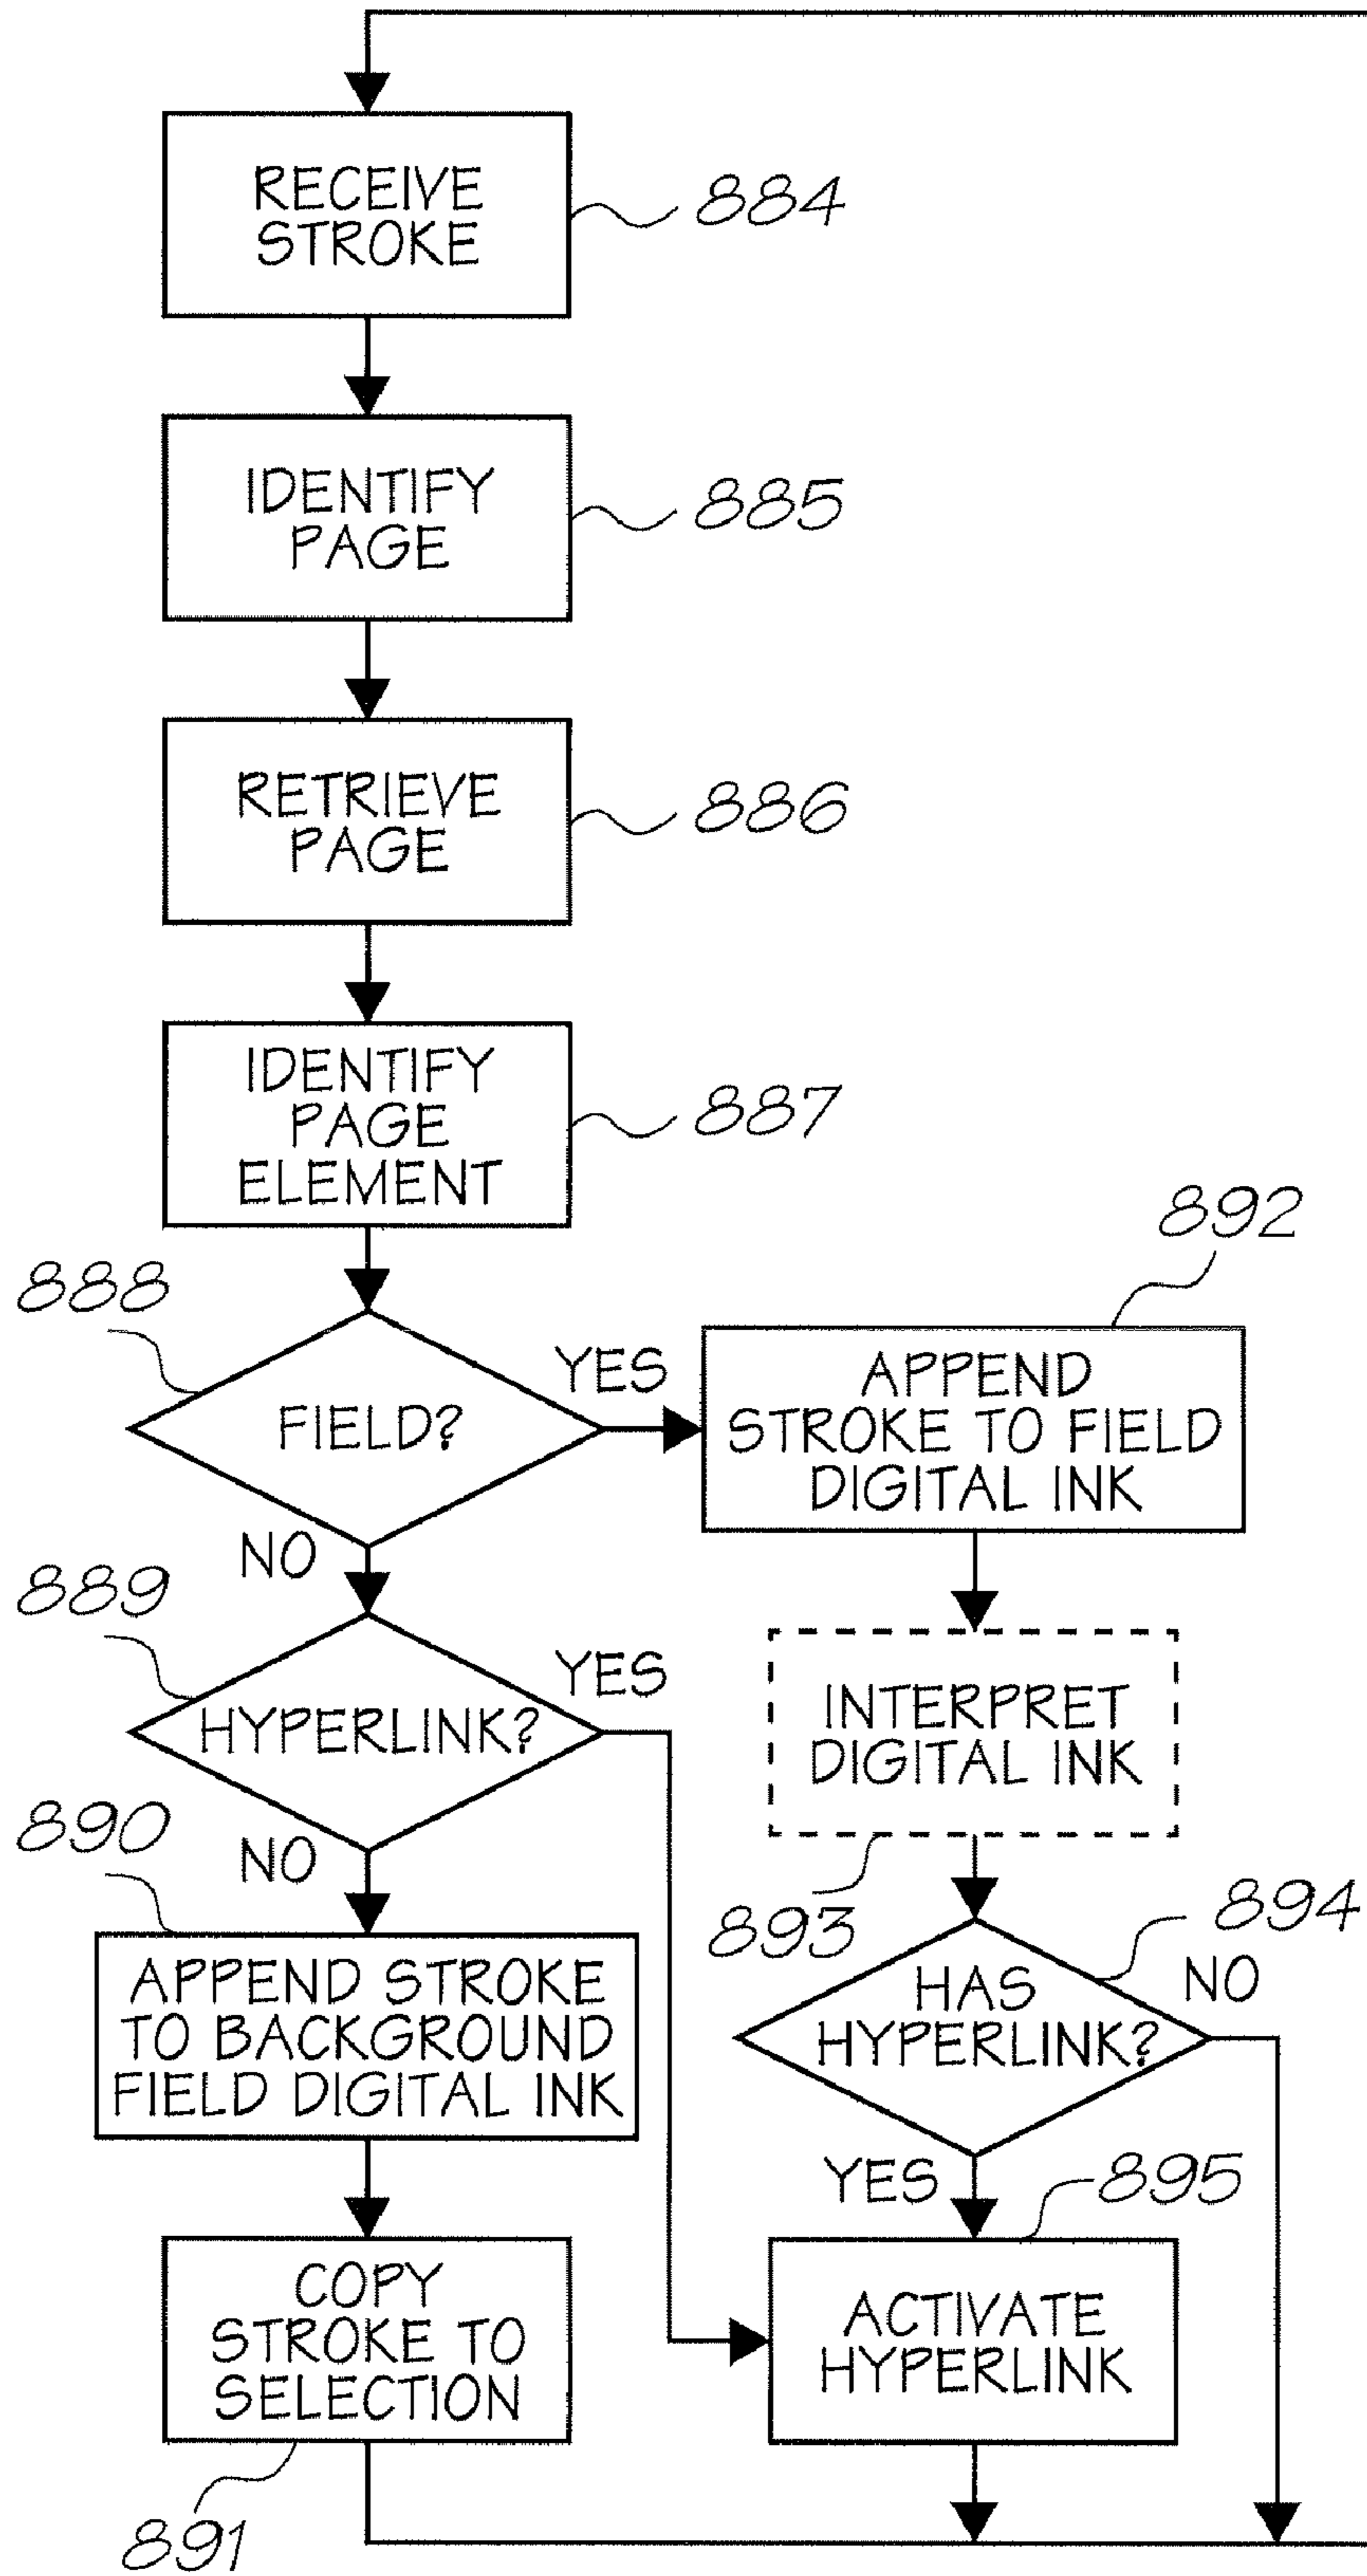 RECEIVE
STROKE
884
IDENTIFY
PAGE
885
RETRIEVE
PAGE
886
IDENTIFY
PAGE
ELEMENT
887
888
FIELD?
YES
NO
892
APPEND
STROKE TO FIELD
DIGITAL INK
889
HYPERLINK?
YES
NO
INTERPRET
DIGITAL INK
893
890
APPEND STROKE
TO BACKGROUND
FIELD DIGITAL INK
894
HAS
HYPERLINK?
NO
YES
895
COPY
STROKE TO
SELECTION
891
ACTIVATE
HYPERLINK